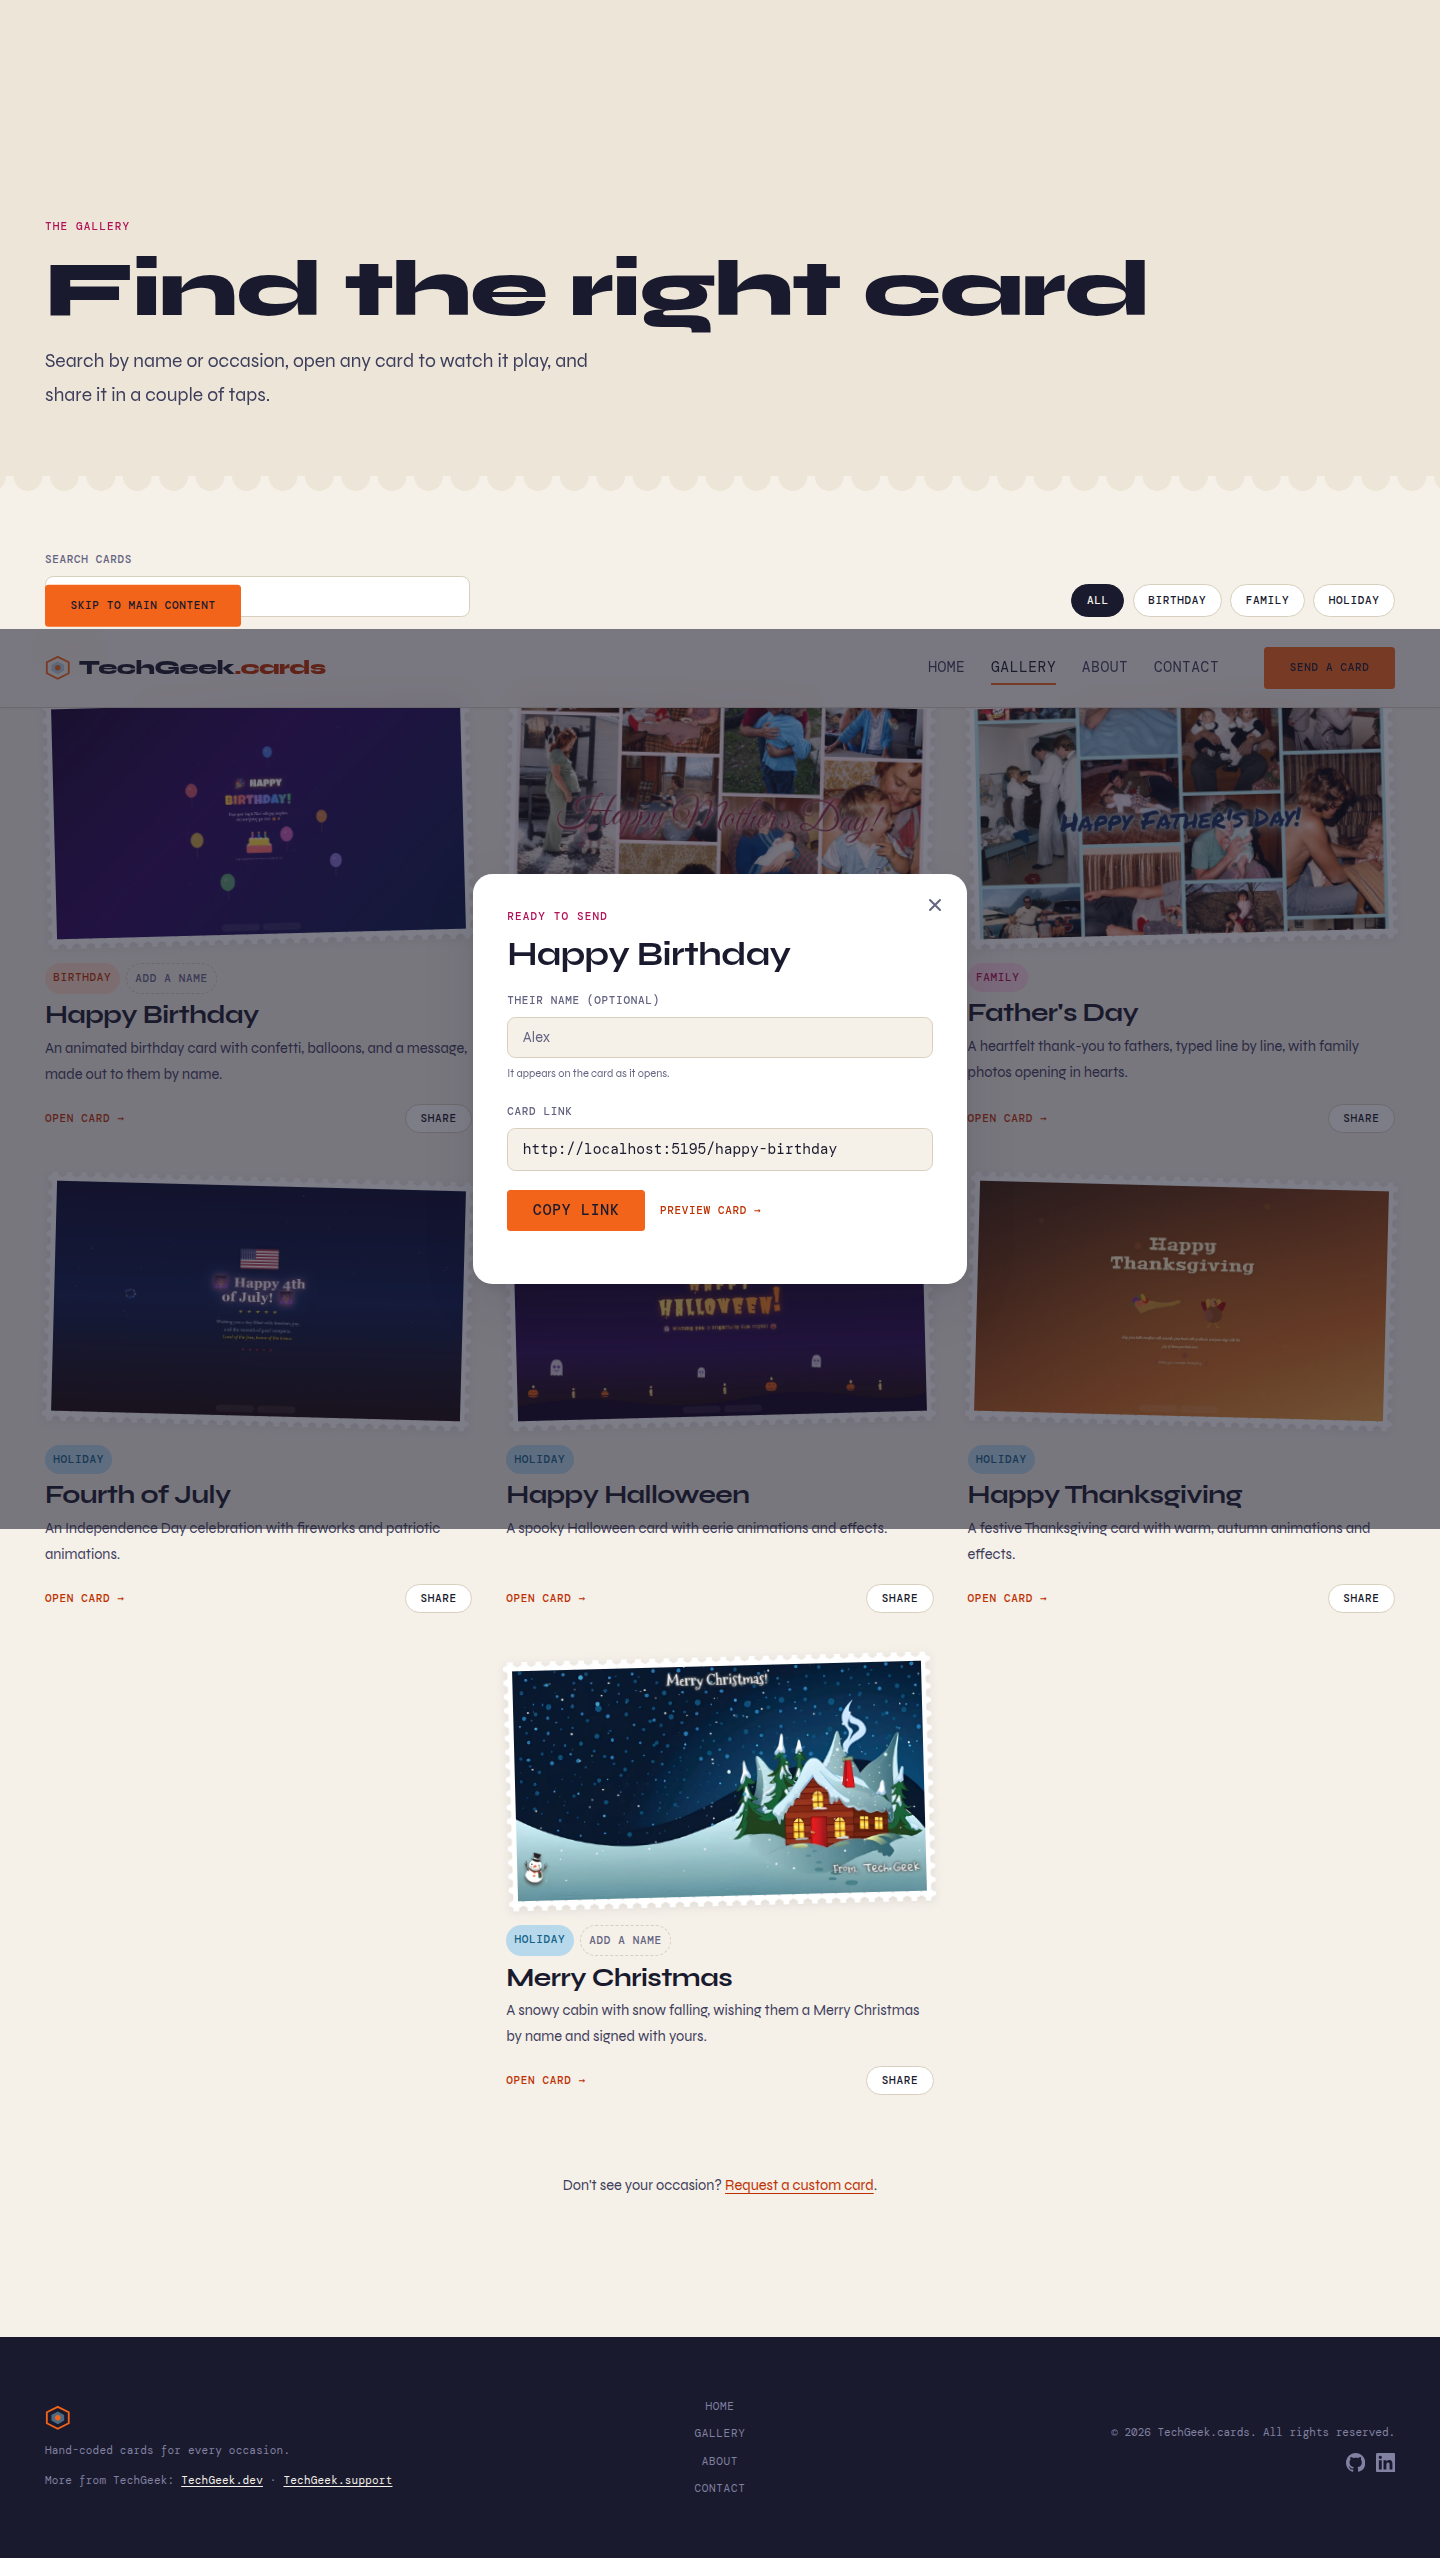 THE GALLERY
Find the right card
Search by name or occasion, open any card to watch it play, and
share it in a couple of taps.
SEARCH CARDS
SKIP TO MAIN CONTENT
ALL
BIRTHDAY
FAMILY
HOLIDAY
TechGeek.cards
HOME
GALLERY
ABOUT
CONTACT
SEND A CARD
HAPPY
BIRTHDAY!
Happy Mother's Day!
HAPPY FATHER'S DAY!
READY TO SEND
Happy Birthday
THEIR NAME (OPTIONAL)
Alex
It appears on the card as it opens.
CARD LINK
http://localhost:5195/happy-birthday
COPY LINK
PREVIEW CARD →
BIRTHDAY
ADD A NAME
Happy Birthday
An animated birthday card with confetti, balloons, and a message,
made out to them by name.
OPEN CARD →
SHARE
FAMILY
Father's Day
A heartfelt thank-you to fathers, typed line by line, with family
photos opening in hearts.
OPEN CARD →
SHARE
Happy 4th
of July!
HALLOWEEN!
Happy
Thanksgiving
HOLIDAY
Fourth of July
An Independence Day celebration with fireworks and patriotic
animations.
OPEN CARD →
SHARE
HOLIDAY
Happy Halloween
A spooky Halloween card with eerie animations and effects.
OPEN CARD →
SHARE
HOLIDAY
Happy Thanksgiving
A festive Thanksgiving card with warm, autumn animations and
effects.
OPEN CARD →
SHARE
Merry Christmas!
From TechGeek
HOLIDAY
ADD A NAME
Merry Christmas
A snowy cabin with snow falling, wishing them a Merry Christmas
by name and signed with yours.
OPEN CARD →
SHARE
Don't see your occasion? Request a custom card.
Hand-coded cards for every occasion.
More from TechGeek: TechGeek.dev · TechGeek.support
HOME
GALLERY
ABOUT
CONTACT
© 2026 TechGeek.cards. All rights reserved.